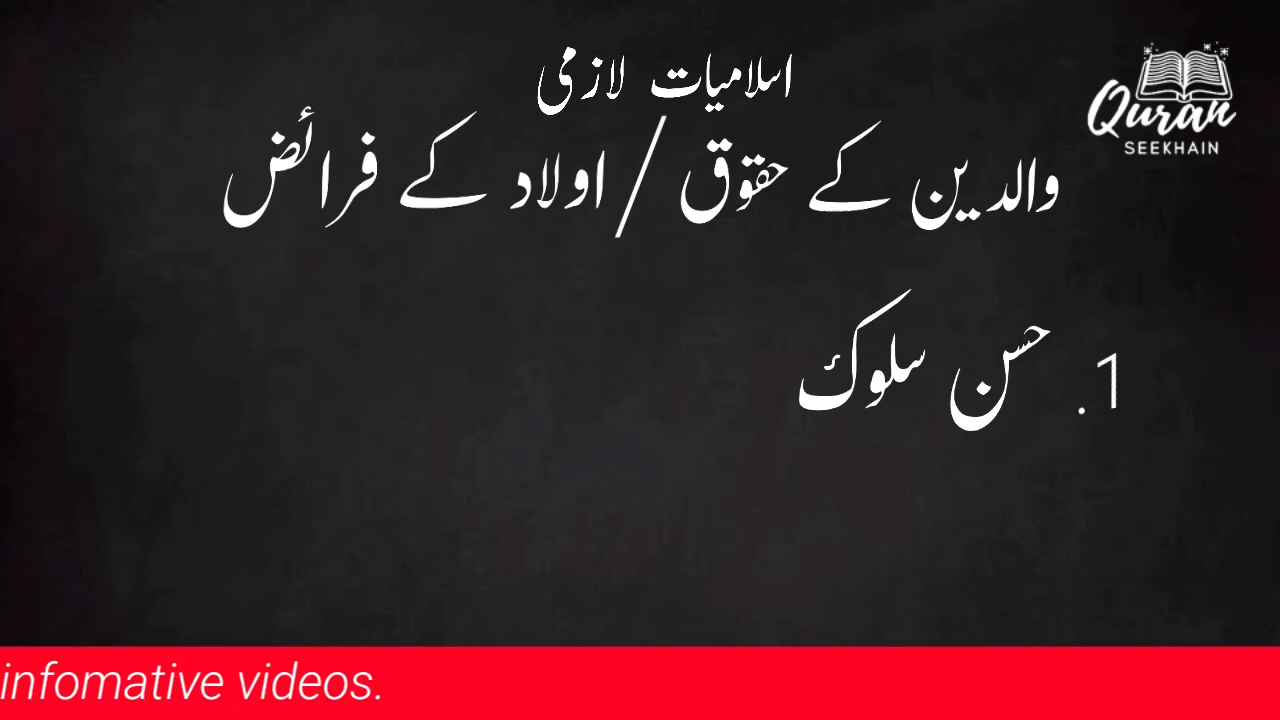 اسلامیات لازمی
Quran
SEEKHAIN
والدین کے حقوق / اولاد کے فرائض
1. حسن سلوک
infomative videos.